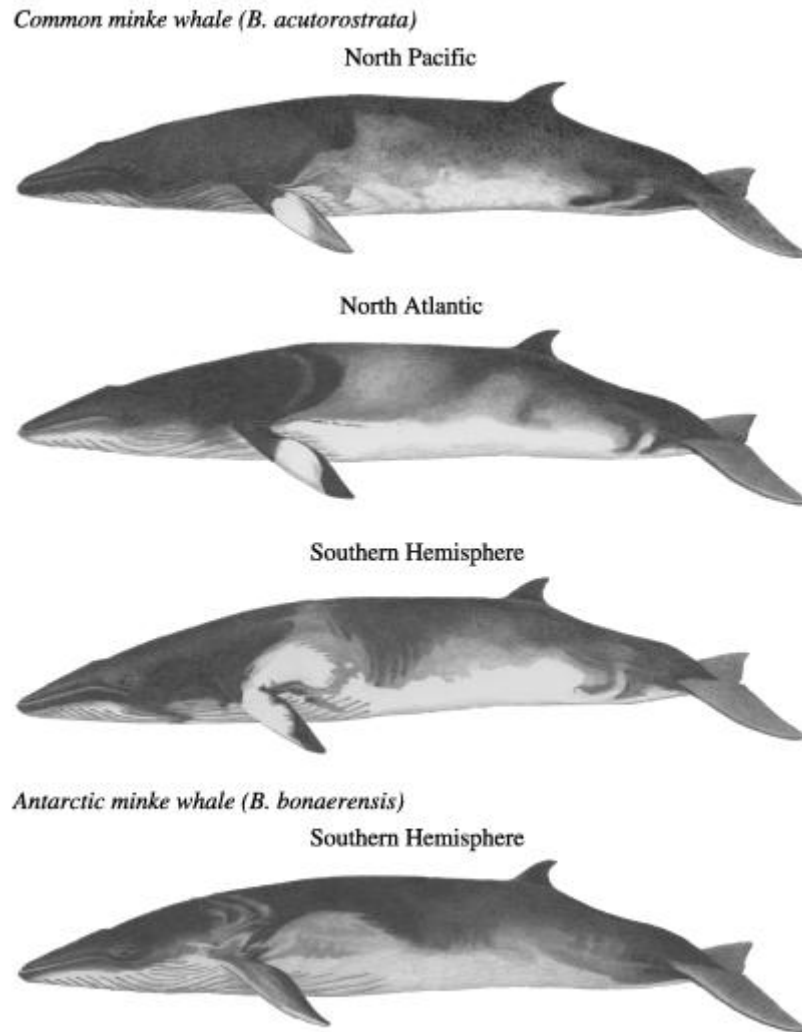 Common minke whale (B. acutorostrata)
North Pacific
North Atlantic
Southern Hemisphere
Antarctic minke whale (B. bonaerensis)
Southern Hemisphere